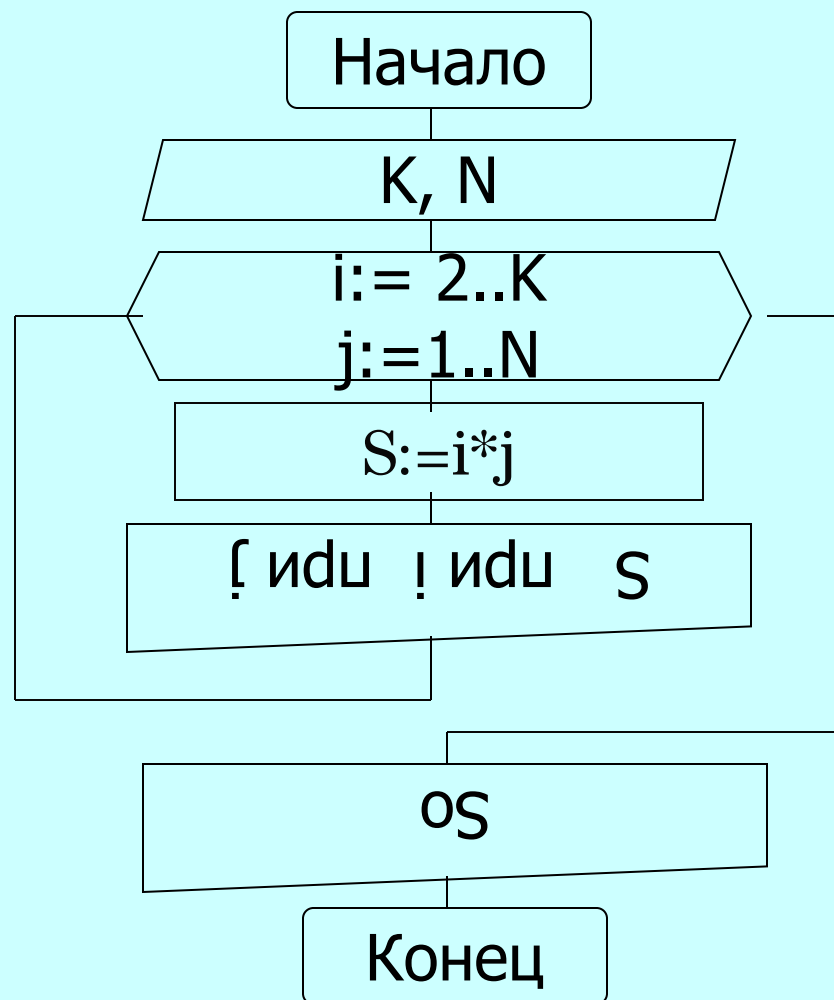 Начало
K, N
i:= 2..K
j:=1..N
S:=i*j
S при i при j
So
Конец